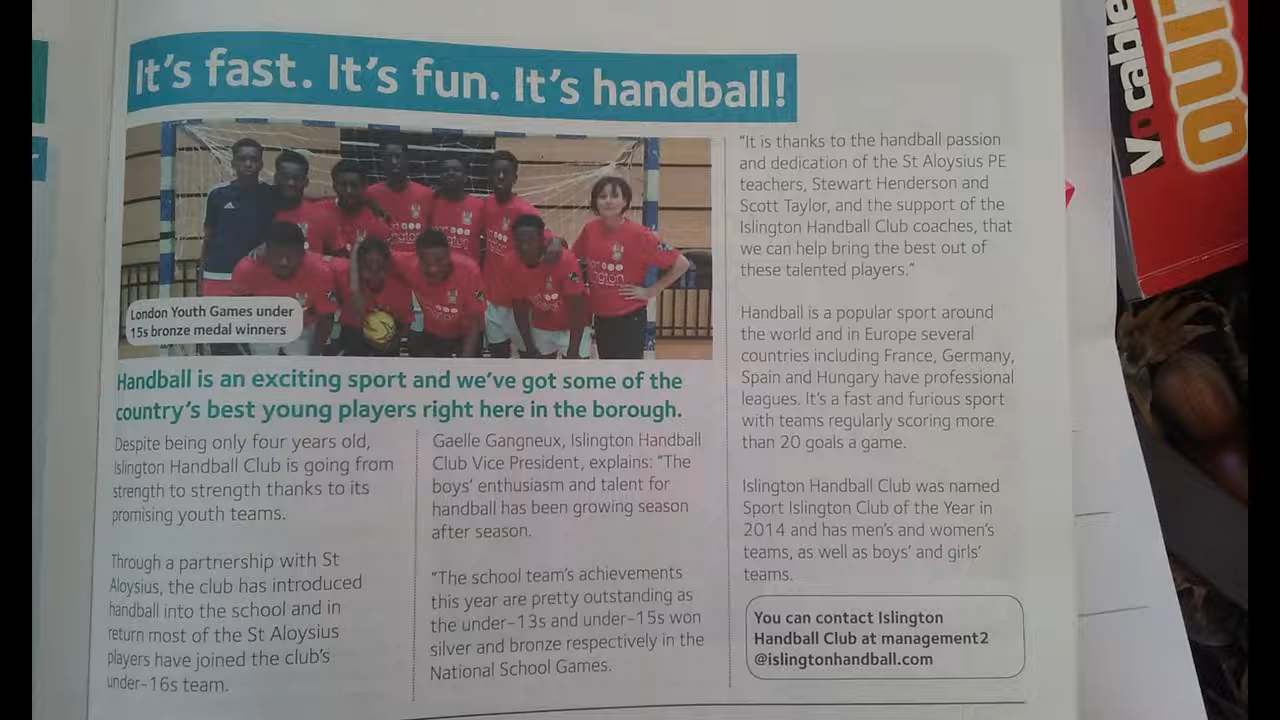 It's fast. It's fun. It's handball!
London Youth Games under
15s bronze medal winners
Handball is an exciting sport and we've got some of the
country's best young players right here in the borough.
Despite being only four years old,
Islington Handball Club is going from
strength to strength thanks to its
promising youth teams.
Through a partnership with St
Aloysius, the club has introduced
handball into the school and in
return most of the St Aloysius
players have joined the club's
under-16s team.
Gaelle Gangneux, Islington Handball
Club Vice President, explains: "The
boys' enthusiasm and talent for
handball has been growing season
after season.
"The school team's achievements
this year are pretty outstanding as
the under-13s and under-15s won
silver and bronze respectively in the
National School Games.
"It is thanks to the handball passion
and dedication of the St Aloysius PE
teachers, Stewart Henderson and
Scott Taylor, and the support of the
Islington Handball Club coaches, that
we can help bring the best out of
these talented players."
Handball is a popular sport around
the world and in Europe several
countries including France, Germany,
Spain and Hungary have professional
leagues. It's a fast and furious sport
with teams regularly scoring more
than 20 goals a game.
Islington Handball Club was named
Sport Islington Club of the Year in
2014 and has men's and women's
teams, as well as boys' and girls'
teams.
You can contact Islington
Handball Club at management2
@islingtonhandball.com
Vocable